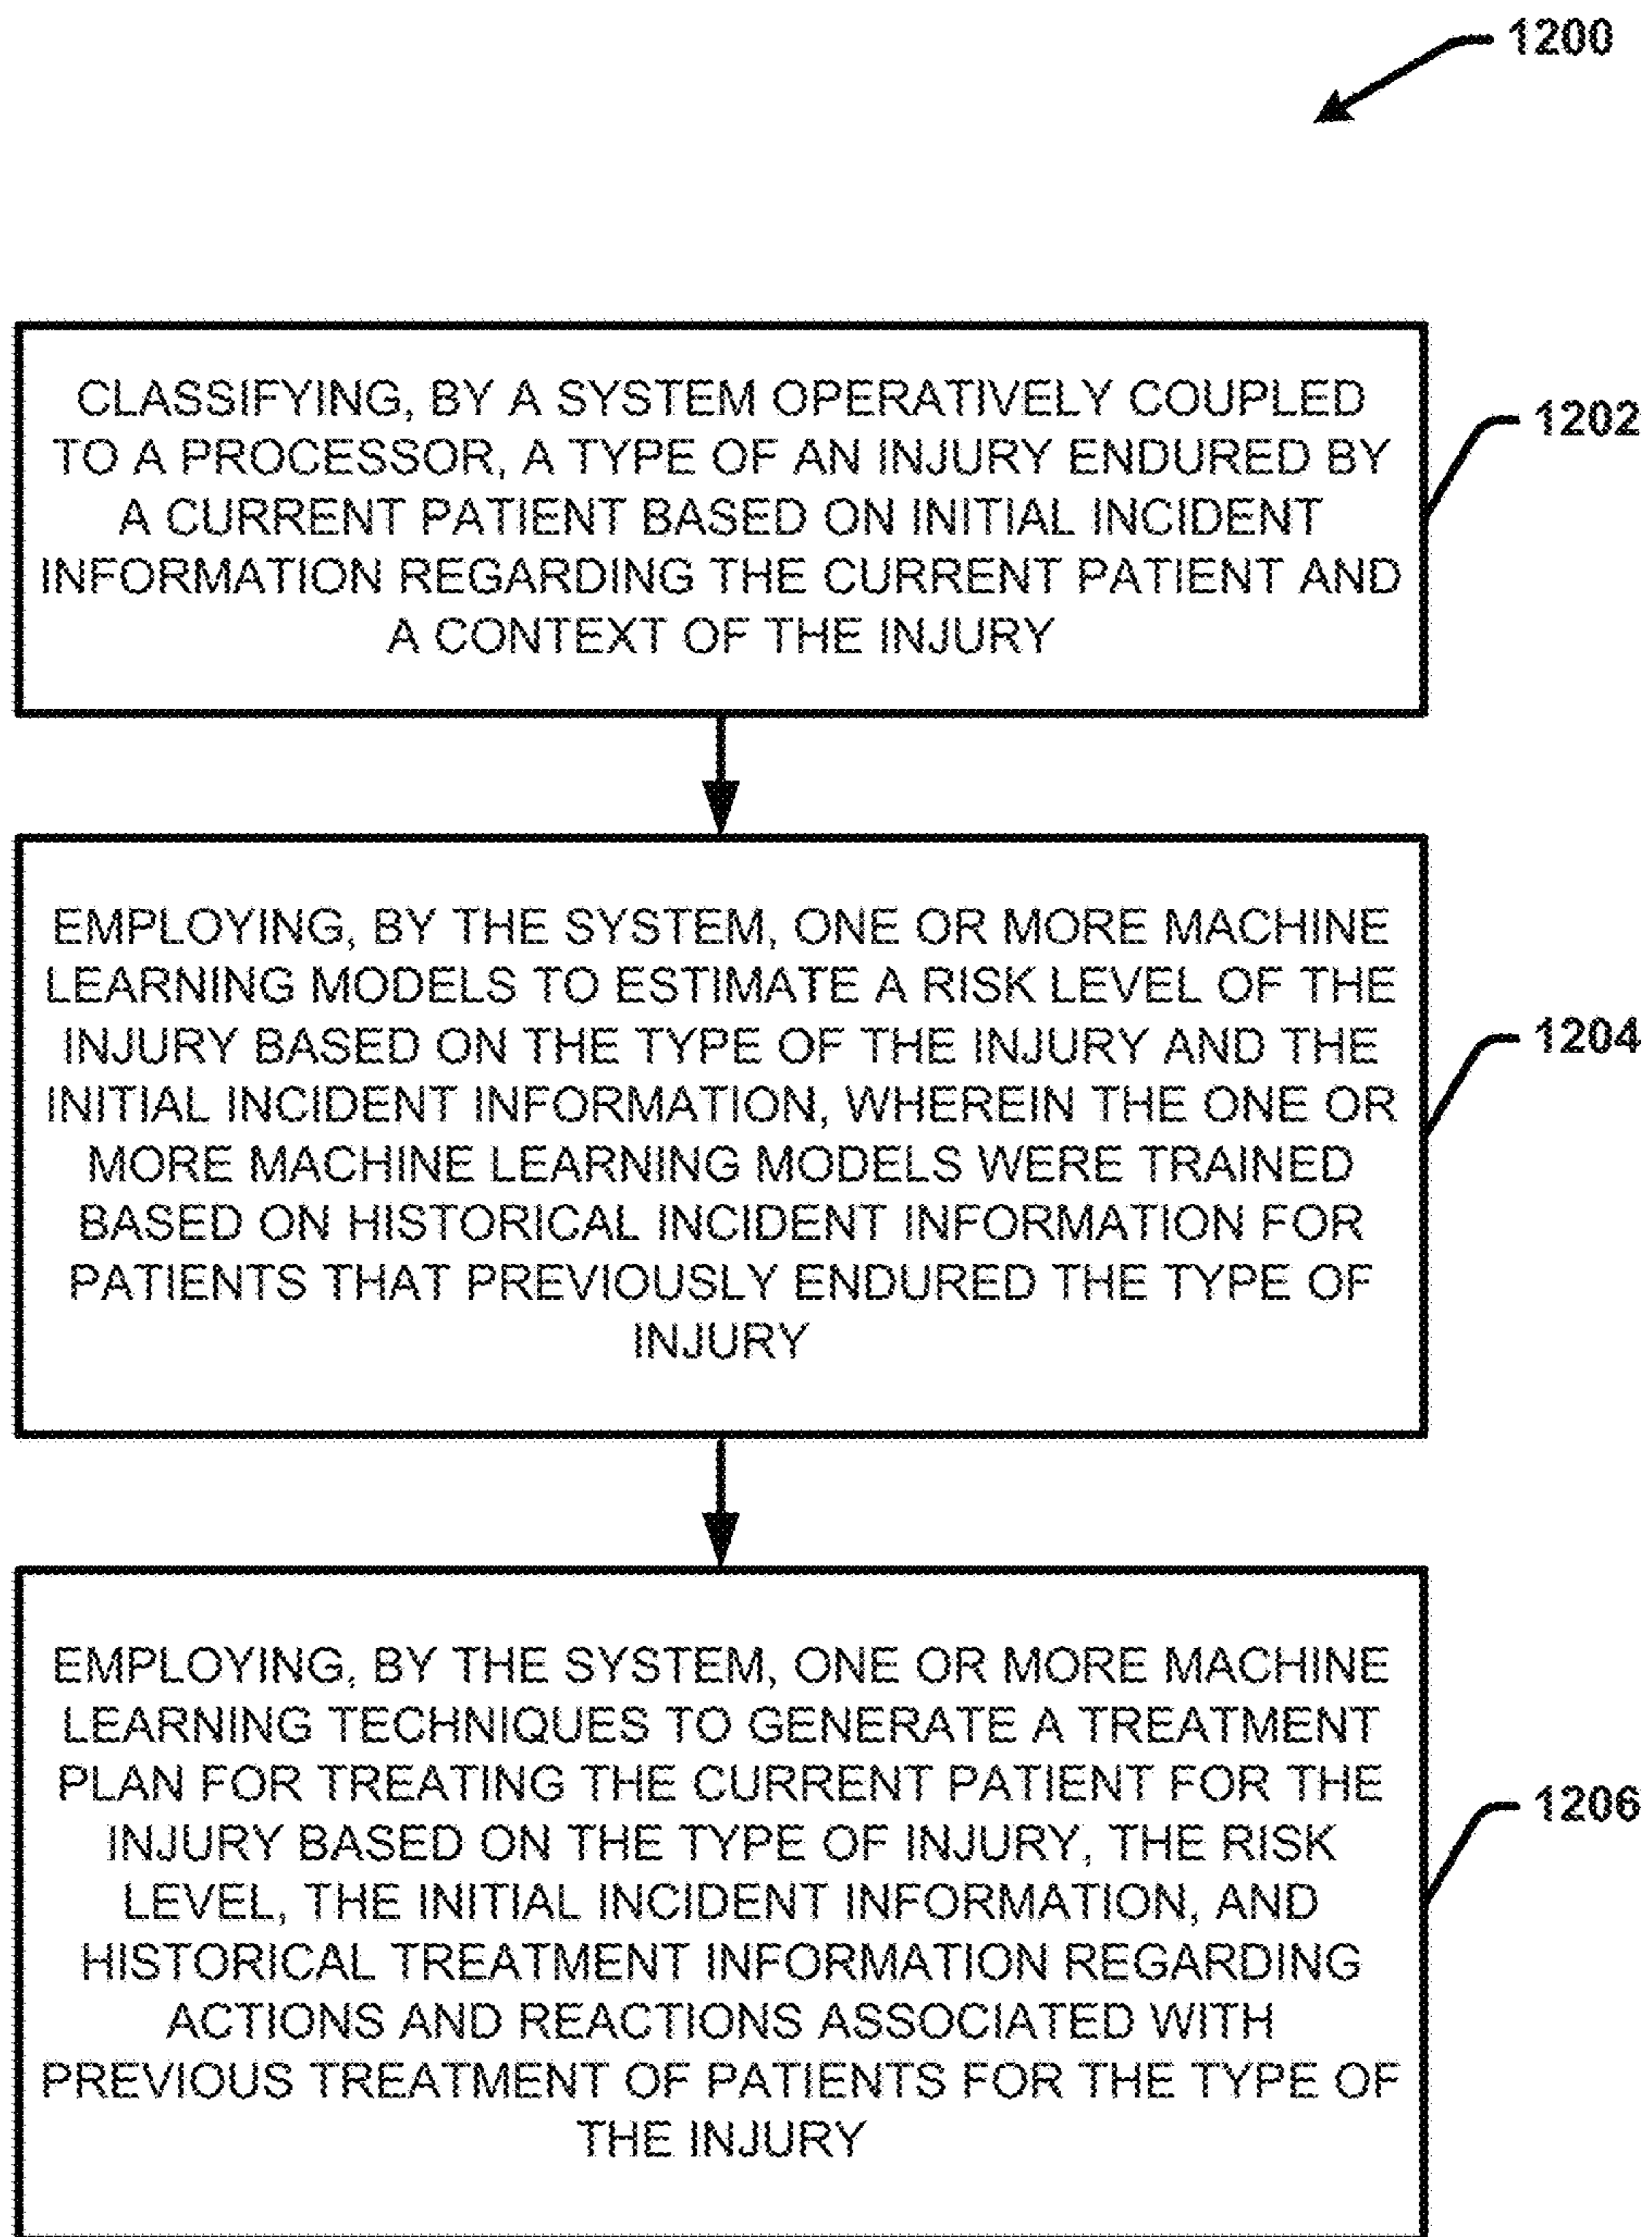 1200
CLASSIFYING, BY A SYSTEM OPERATIVELY COUPLED
TO A PROCESSOR, A TYPE OF AN INJURY ENDURED BY
A CURRENT PATIENT BASED ON INITIAL INCIDENT
INFORMATION REGARDING THE CURRENT PATIENT AND
A CONTEXT OF THE INJURY
1202
EMPLOYING, BY THE SYSTEM, ONE OR MORE MACHINE
LEARNING MODELS TO ESTIMATE A RISK LEVEL OF THE
INJURY BASED ON THE TYPE OF THE INJURY AND THE
INITIAL INCIDENT INFORMATION, WHEREIN THE ONE OR
MORE MACHINE LEARNING MODELS WERE TRAINED
BASED ON HISTORICAL INCIDENT INFORMATION FOR
PATIENTS THAT PREVIOUSLY ENDURED THE TYPE OF
INJURY
1204
EMPLOYING, BY THE SYSTEM, ONE OR MORE MACHINE
LEARNING TECHNIQUES TO GENERATE A TREATMENT
PLAN FOR TREATING THE CURRENT PATIENT FOR THE
INJURY BASED ON THE TYPE OF INJURY, THE RISK
LEVEL, THE INITIAL INCIDENT INFORMATION, AND
HISTORICAL TREATMENT INFORMATION REGARDING
ACTIONS AND REACTIONS ASSOCIATED WITH
PREVIOUS TREATMENT OF PATIENTS FOR THE TYPE OF
THE INJURY
1206